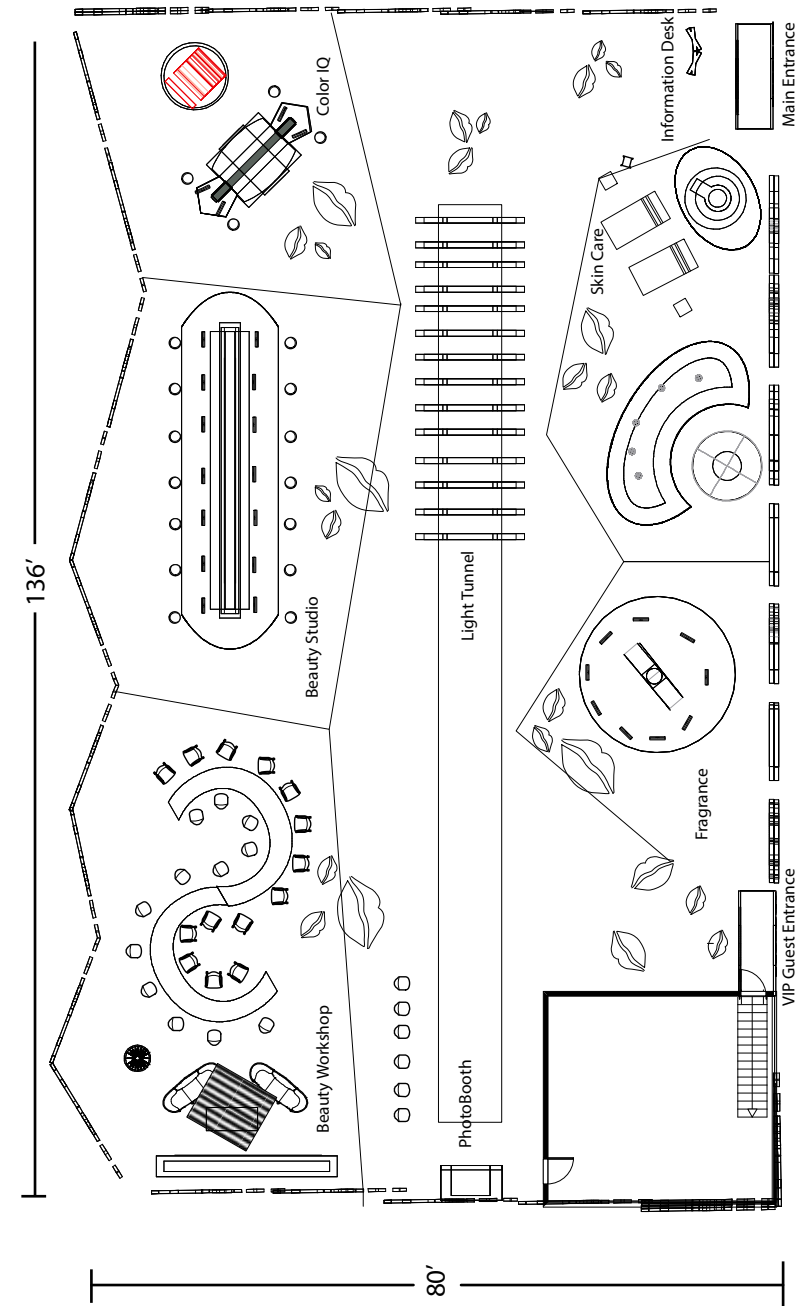 136′
Color IQ
Information Desk
Main Entrance
Skin Care
Beauty Studio
Light Tunnel
Fragrance
VIP Guest Entrance
Beauty Workshop
PhotoBooth
80′